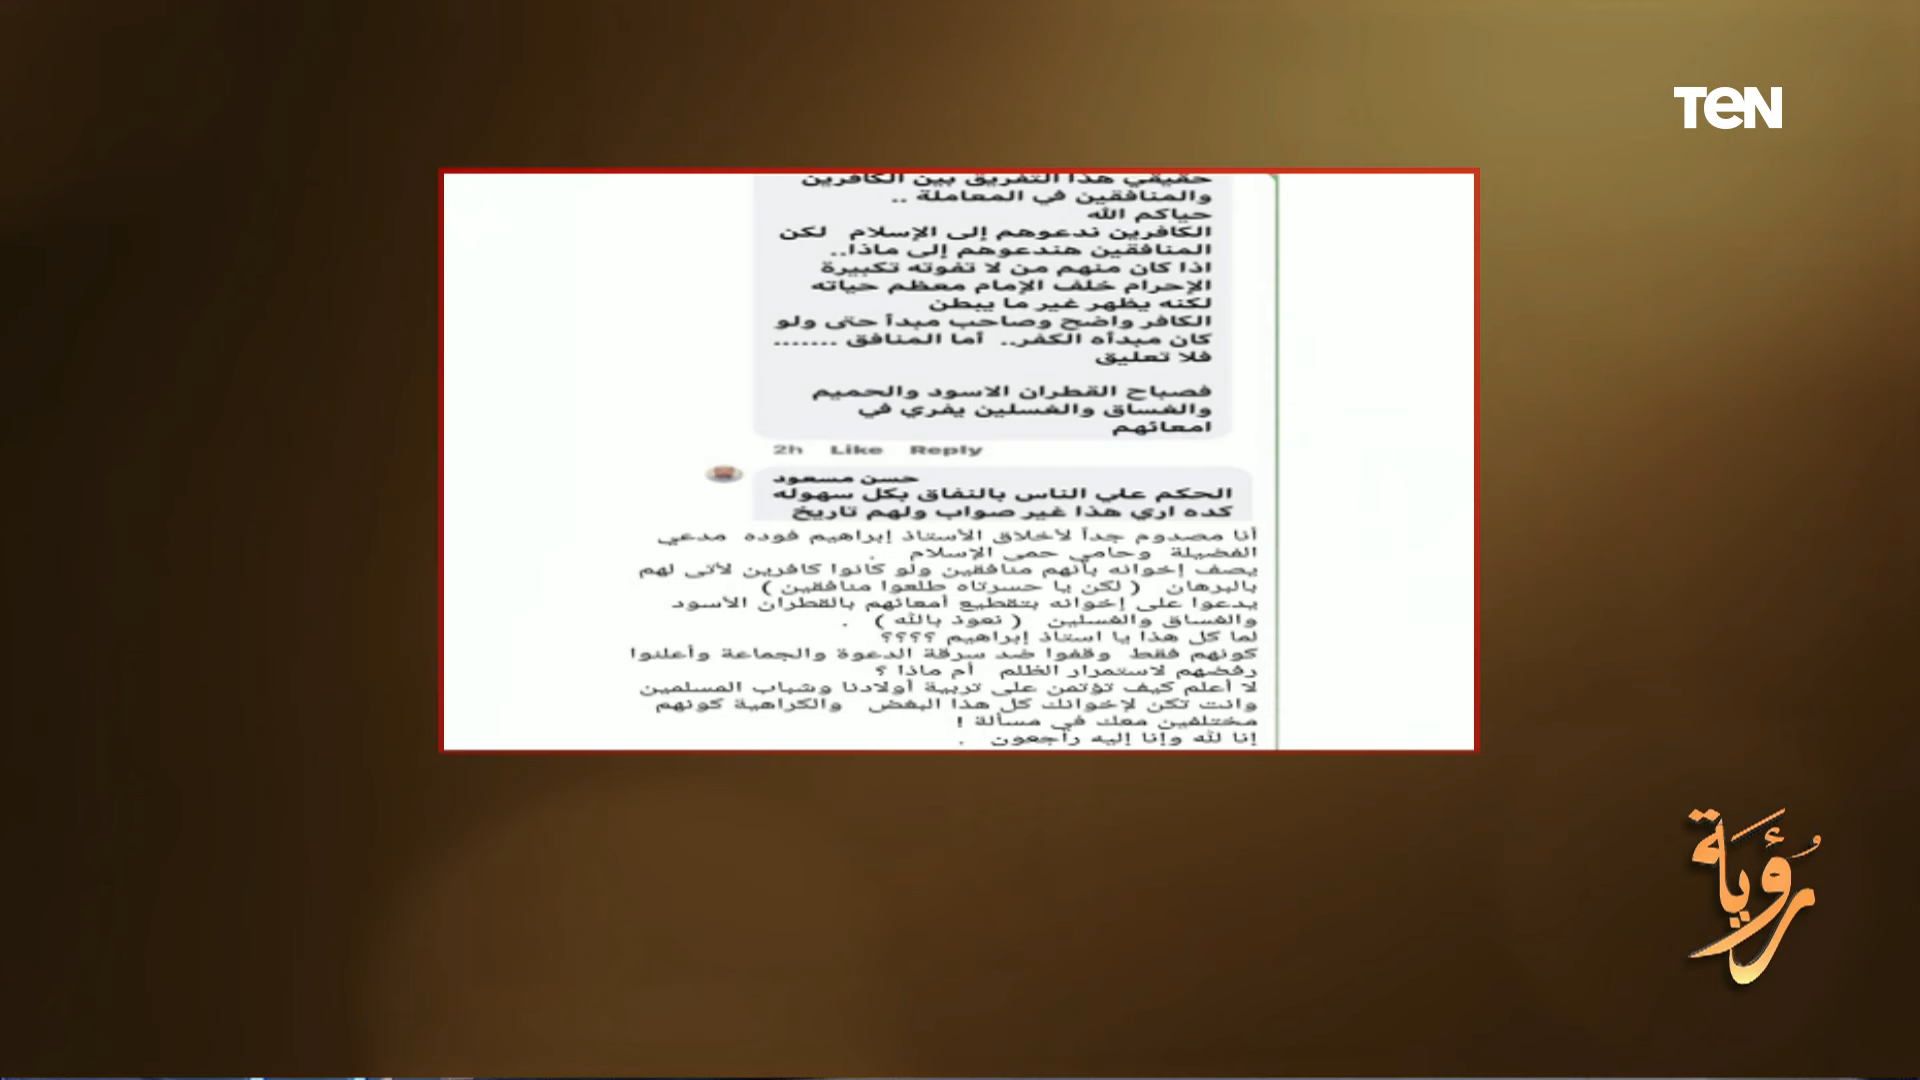 TeN
حقيقي هذا التفريق بين الكافرين
والمنافقين في المعاملة ..
حياكم الله
الكافرين ندعوهم إلى الإسلام لكن
المنافقين هندعوهم إلى ماذا..
اذا كان منهم من لا تفوته تكبيرة
الإحرام خلف الإمام معظم حياته
لكنه يظهر غير ما يبطن
الكافر واضح وصاحب مبدأ حتى ولو
كان مبدأه الكفر.. أما المنافق .......
فلا تعليق
فصباح القطران الاسود والحميم
والغساق والغسلين يفري في
امعائهم
2h Like Reply
حسن مسعود
الحكم علي الناس بالنفاق بكل سهوله
كده اري هذا غير صواب ولهم تاريخ
أنا مصدوم جداً لأخلاق الأستاذ إبراهيم فوده مدعي
الفضيلة وحامي حمى الإسلام .
يصف إخوانه بأنهم منافقين ولو كانوا كافرين لأتى لهم
بالبرهان ( لكن يا حسرتاه طلعوا منافقين )
يدعوا على إخوانه بتقطيع أمعائهم بالقطران الأسود
والغساق والغسلين ( نعوذ بالله ) .
لما كل هذا يا استاذ إبراهيم ؟؟؟؟
كونهم فقط وقفوا ضد سرقة الدعوة والجماعة وأعلنوا
رفضهم لاستمرار الظلم أم ماذا ؟
لا أعلم كيف تؤتمن على تربية أولادنا وشباب المسلمين
وانت تكن لإخوانك كل هذا البغض والكراهية كونهم
مختلفين معك في مسألة !
إنا لله وإنا إليه راجعون .
رؤية